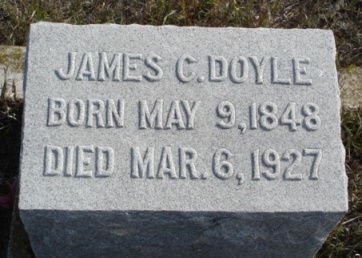 JAMES C. DOYLE
BORN MAY 9, 1848
DIED MAR. 6, 1927